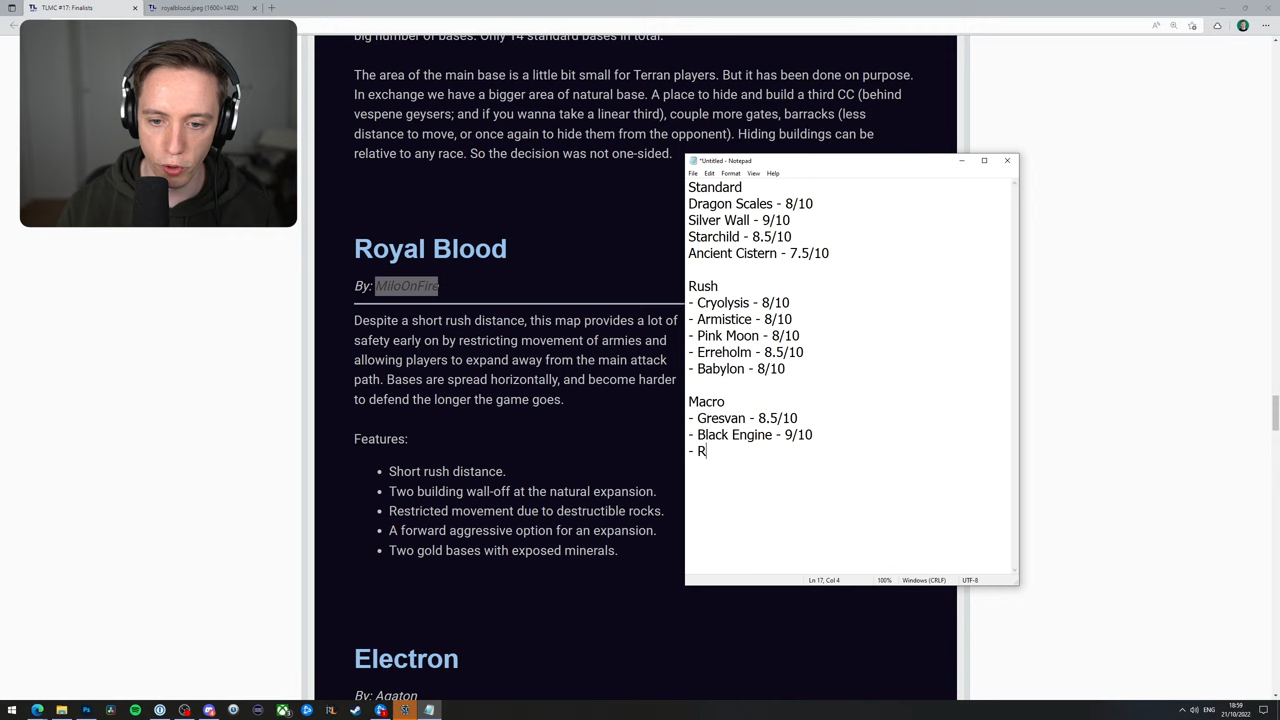 TLMC #17: Finalists
royalblood.jpeg (1600×1402)
big number of bases. Only 14 standard bases in total.
The area of the main base is a little bit small for Terran players. But it has been done on purpose.
In exchange we have a bigger area of natural base. A place to hide and build a third CC (behind
vespene geysers; and if you wanna take a linear third), couple more gates, barracks (less
distance to move, or once again to hide them from the opponent). Hiding buildings can be
relative to any race. So the decision was not one-sided.
Royal Blood
By: MiloOnFire
Despite a short rush distance, this map provides a lot of
safety early on by restricting movement of armies and
allowing players to expand away from the main attack
path. Bases are spread horizontally, and become harder
to defend the longer the game goes.
Features:
• Short rush distance.
• Two building wall-off at the natural expansion.
• Restricted movement due to destructible rocks.
• A forward aggressive option for an expansion.
• Two gold bases with exposed minerals.
Electron
By: Agaton
*Untitled - Notepad
File Edit Format View Help
Standard
Dragon Scales - 8/10
Silver Wall - 9/10
Starchild - 8.5/10
Ancient Cistern - 7.5/10
Rush
- Cryolysis - 8/10
- Armistice - 8/10
- Pink Moon - 8/10
- Erreholm - 8.5/10
- Babylon - 8/10
Macro
- Gresvan - 8.5/10
- Black Engine - 9/10
- R
Ln 17, Col 4 100% Windows (CRLF) UTF-8
ENG
18:59
21/10/2022